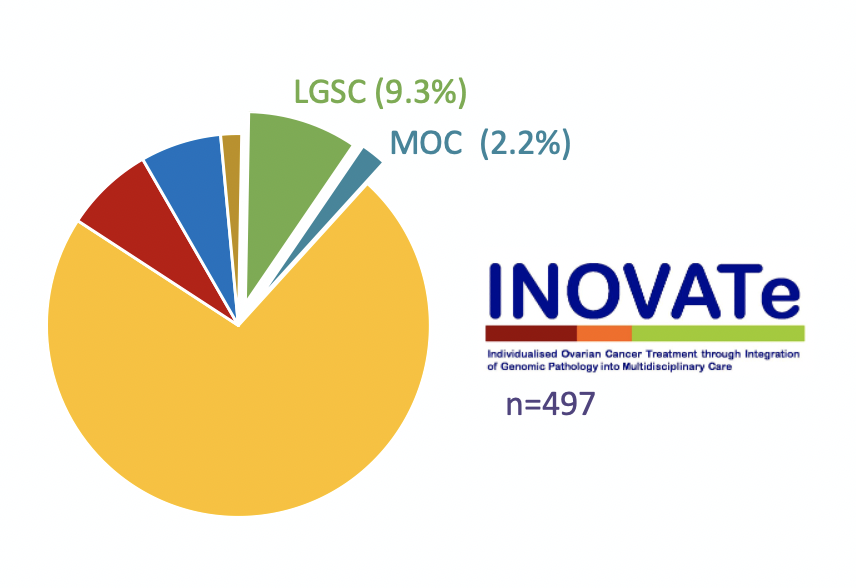 LGSC (9.3%)
MOC (2.2%)
INOVATe
Individualised Ovarian Cancer Treatment through Integration
of Genomic Pathology into Multidisciplinary Care
n=497